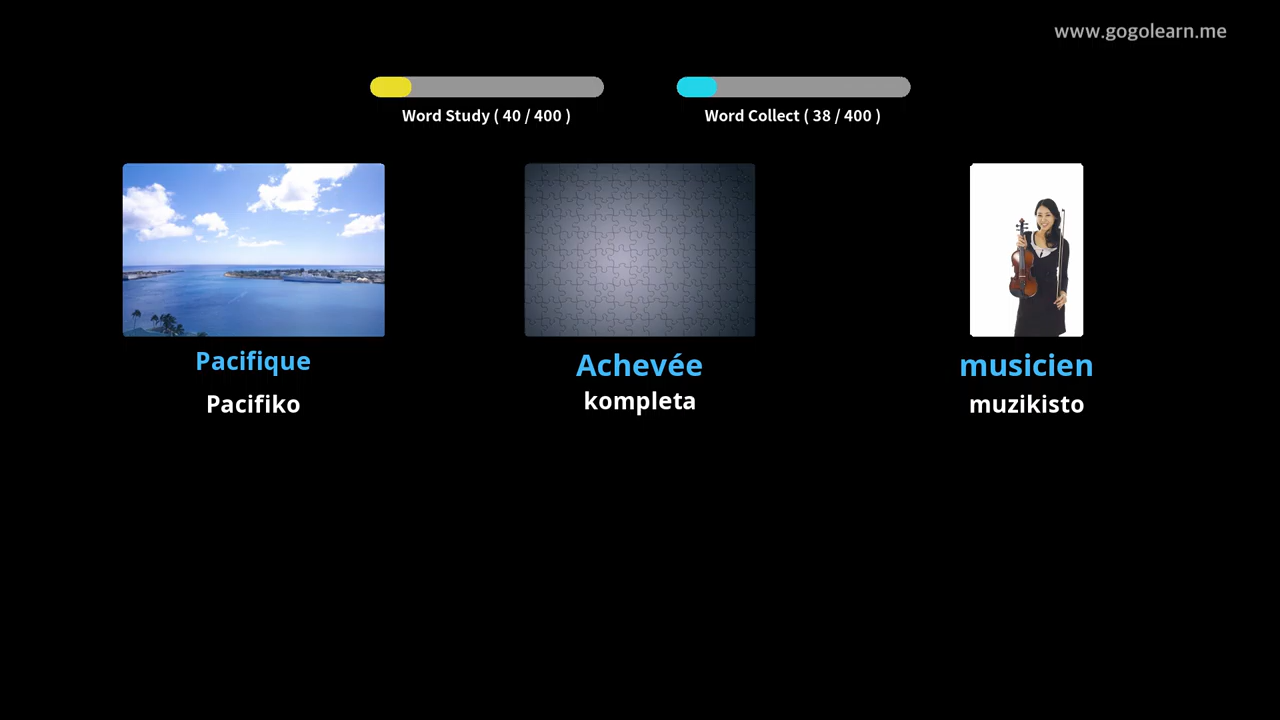 www.gogolearn.me
Word Study ( 40 / 400 )
Word Collect ( 38 / 400 )
Pacifique
Pacifiko
Achevée
kompleta
musicien
muzikisto